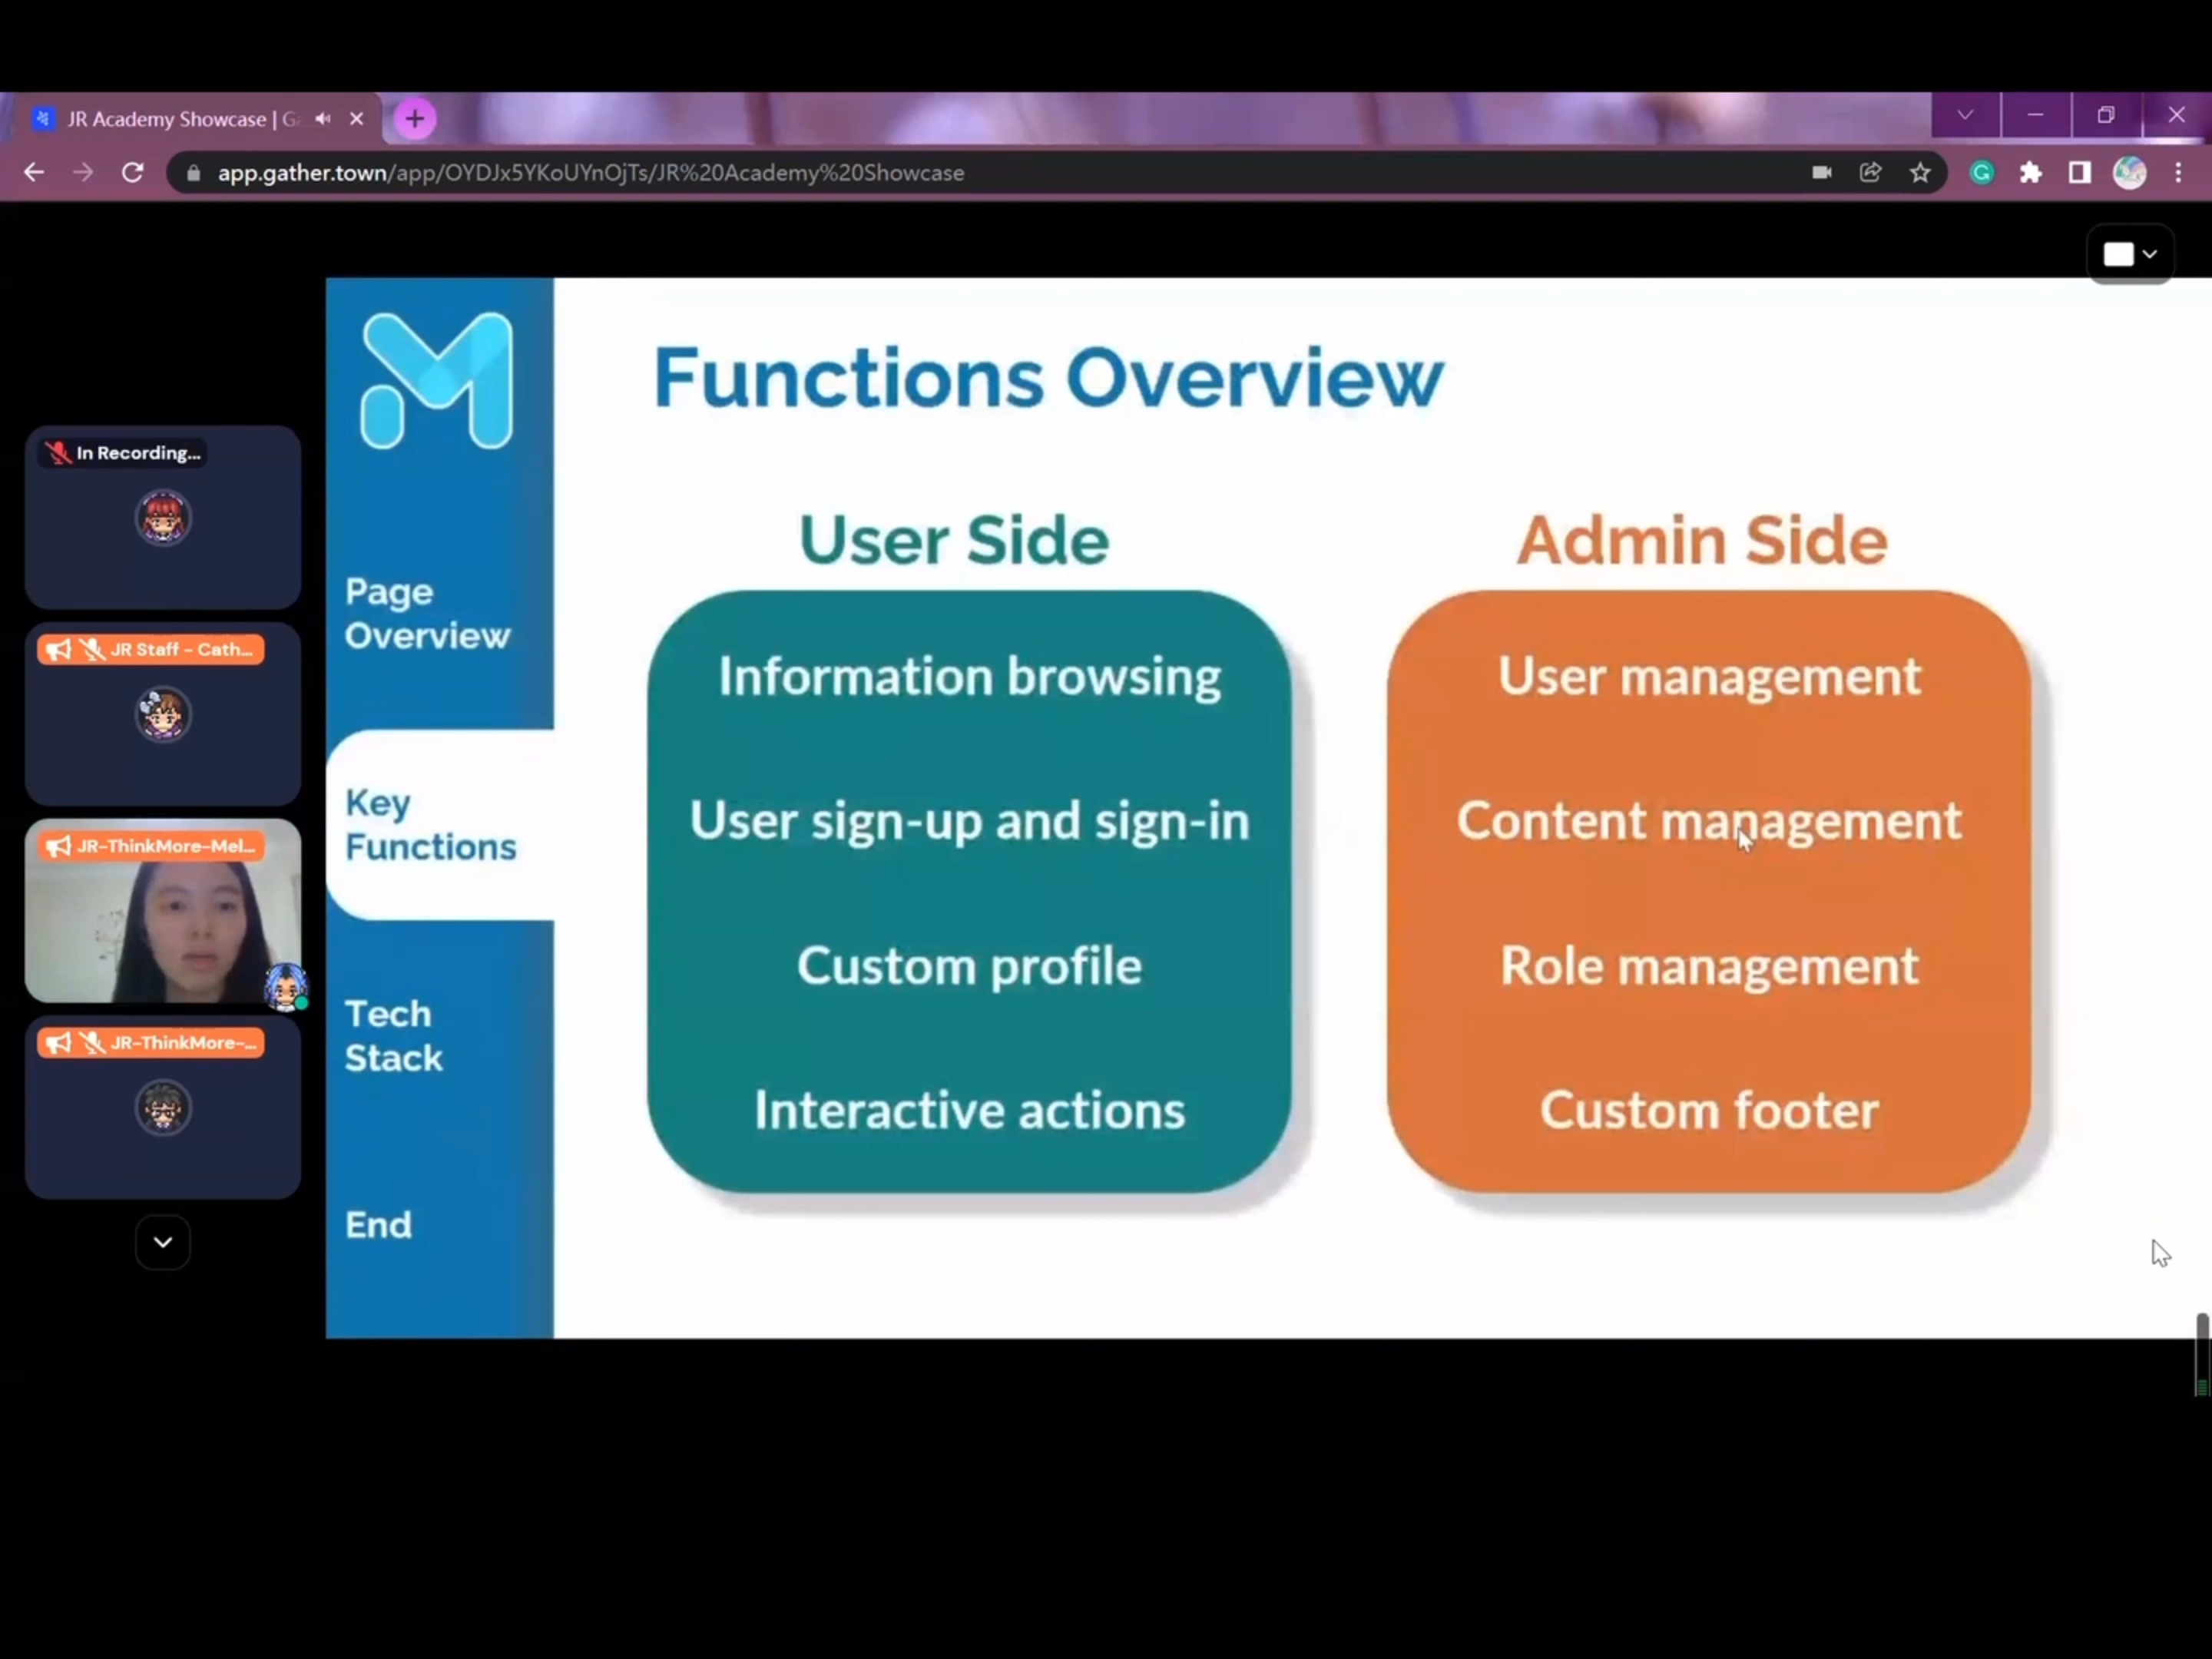 JR Academy Showcase | Ga
app.gather.town/app/OYDJx5YKoUYnOjTs/JR%20Academy%20Showcase
In Recording...
JR Staff - Cath...
JR-ThinkMore-Mel...
JR-ThinkMore-...
Page
Overview
Key
Functions
Tech
Stack
End
Functions Overview
User Side
Information browsing
User sign-up and sign-in
Custom profile
Interactive actions
Admin Side
User management
Content management
Role management
Custom footer